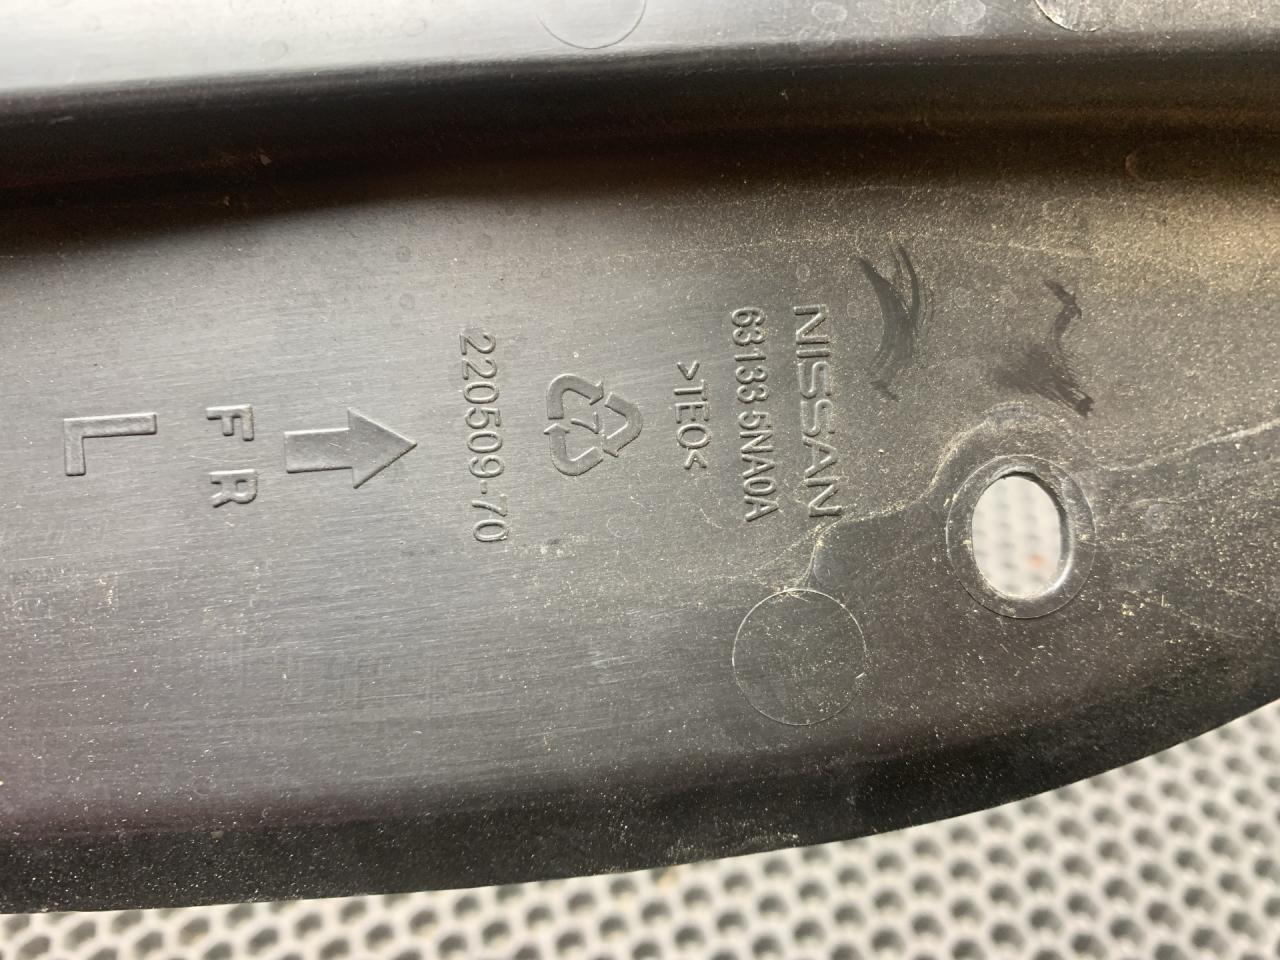 NISSAN
63133 5NA0A
>TEO<
7
220509-70
FR
L